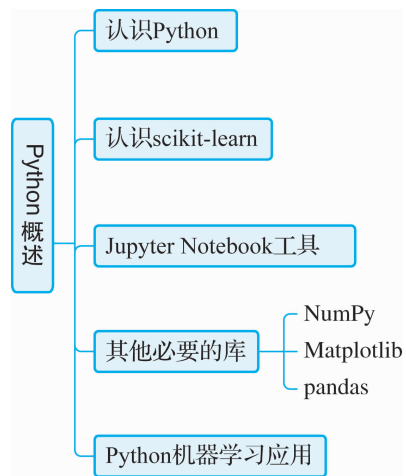 认识Python
认识scikit-learn
Python 概述
Jupyter Notebook工具
其他必要的库
NumPy
Matplotlib
pandas
Python机器学习应用